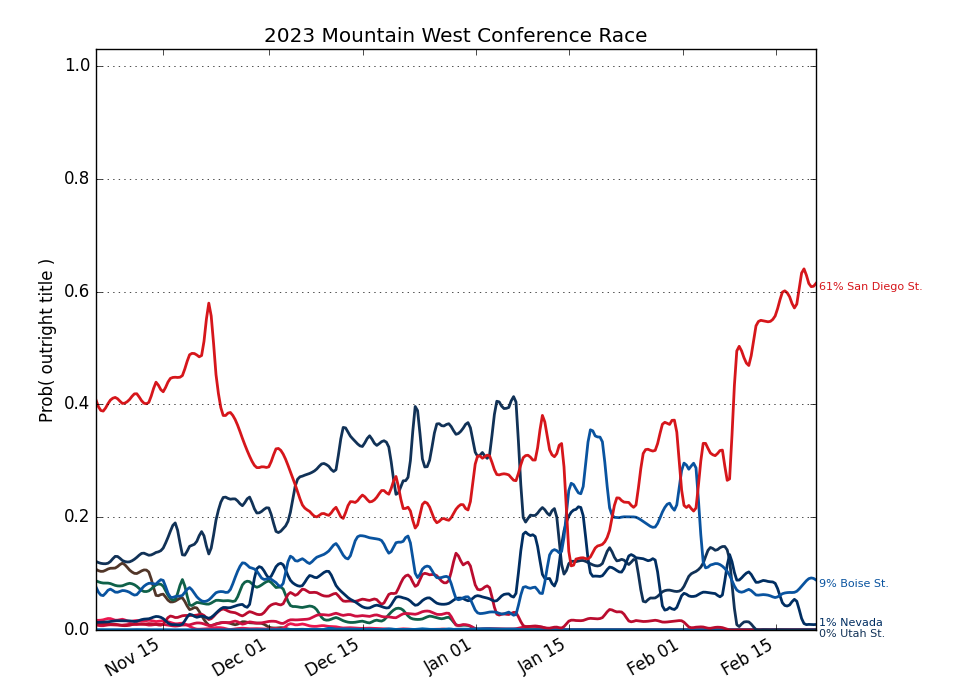 2023 Mountain West Conference Race
Prob( outright title )
1.0
0.8
0.6
0.4
0.2
0.0
61% San Diego St.
9% Boise St.
1% Nevada
0% Utah St.
Nov 15
Dec 01
Dec 15
Jan 01
Jan 15
Feb 01
Feb 15